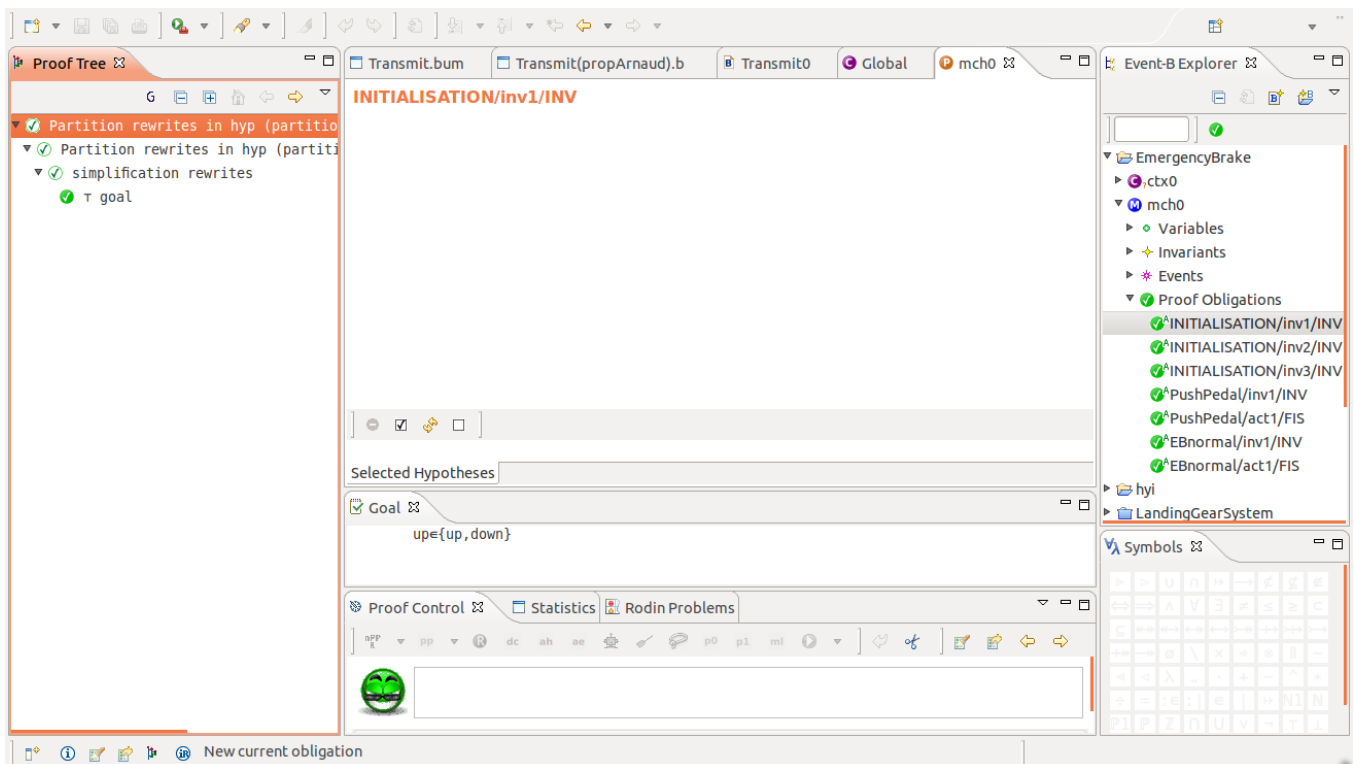 Proof Tree
G
Partition rewrites in hyp (partitio
Partition rewrites in hyp (partiti
simplification rewrites
⊤ goal
Transmit.bum
Transmit(propArnaud).b
Transmit0
Global
mch0
INITIALISATION/inv1/INV
Selected Hypotheses
Goal
up∈{up,down}
Proof Control
Statistics
Rodin Problems
nPP R
pp
R
dc
ah
ae
p0
p1
ml
Event-B Explorer
EmergencyBrake
ctx0
mch0
Variables
Invariants
Events
Proof Obligations
INITIALISATION/inv1/INV
INITIALISATION/inv2/INV
INITIALISATION/inv3/INV
PushPedal/inv1/INV
PushPedal/act1/FIS
EBnormal/inv1/INV
EBnormal/act1/FIS
hyi
LandingGearSystem
Symbols
New current obligation